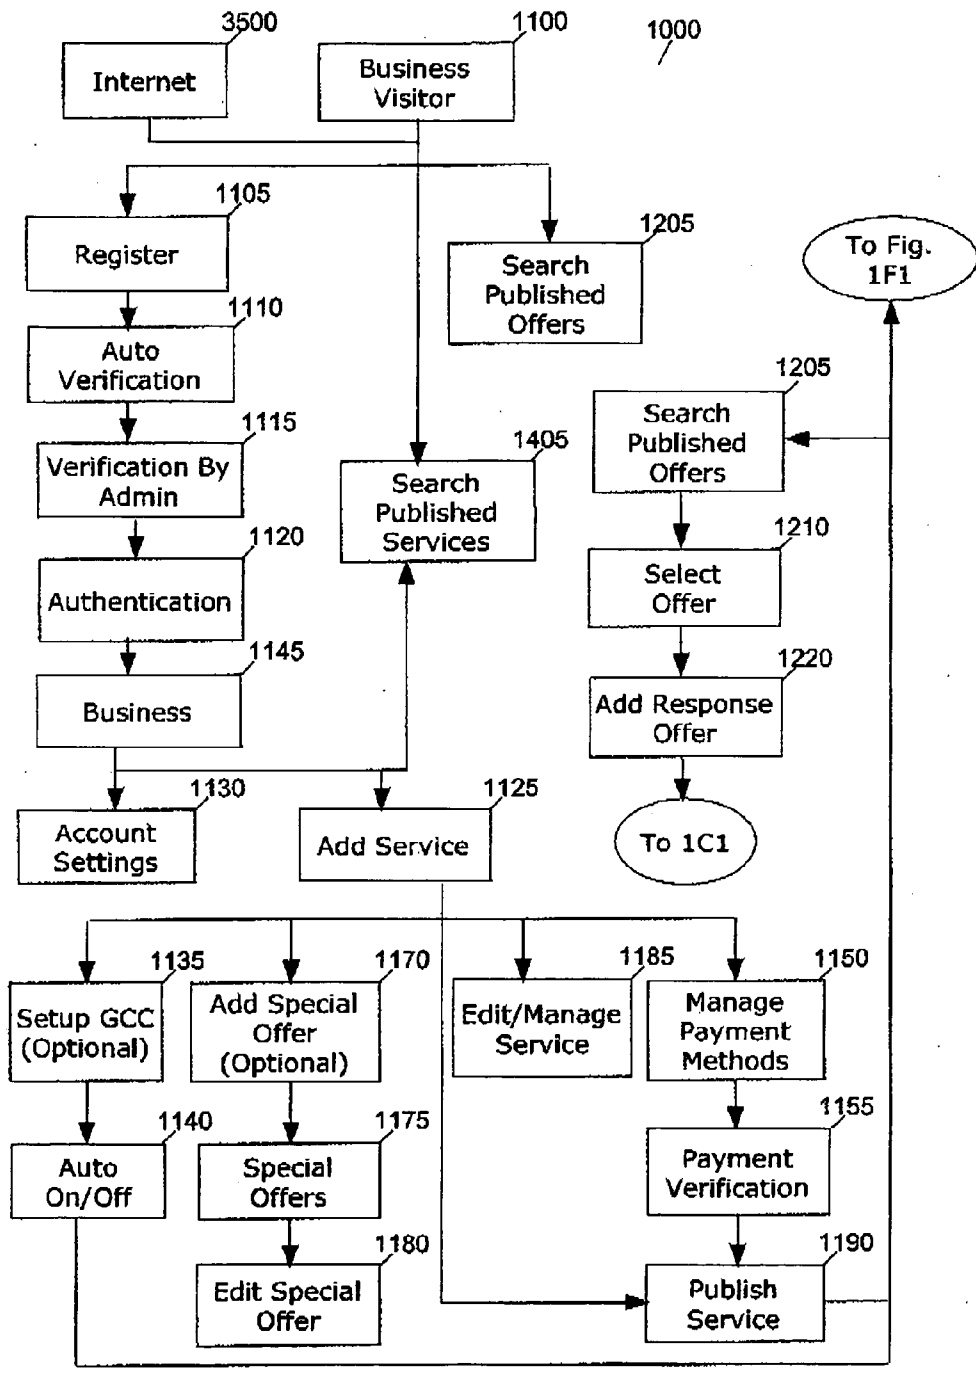 3500
1100
1000
Internet
Business
Visitor
1105
Register
1205
Search
Published
Offers
To Fig.
1F1
1110
Auto
Verification
1205
Search
Published
Offers
1115
Verification By
Admin
1405
Search
Published
Services
1120
Authentication
1210
Select
Offer
1145
Business
1220
Add Response
Offer
1130
Account
Settings
1125
Add Service
To 1C1
1135
Setup GCC
(Optional)
1170
Add Special
Offer
(Optional)
1185
Edit/Manage
Service
1150
Manage
Payment
Methods
1140
Auto
On/Off
1175
Special
Offers
1155
Payment
Verification
1180
Edit Special
Offer
1190
Publish
Service